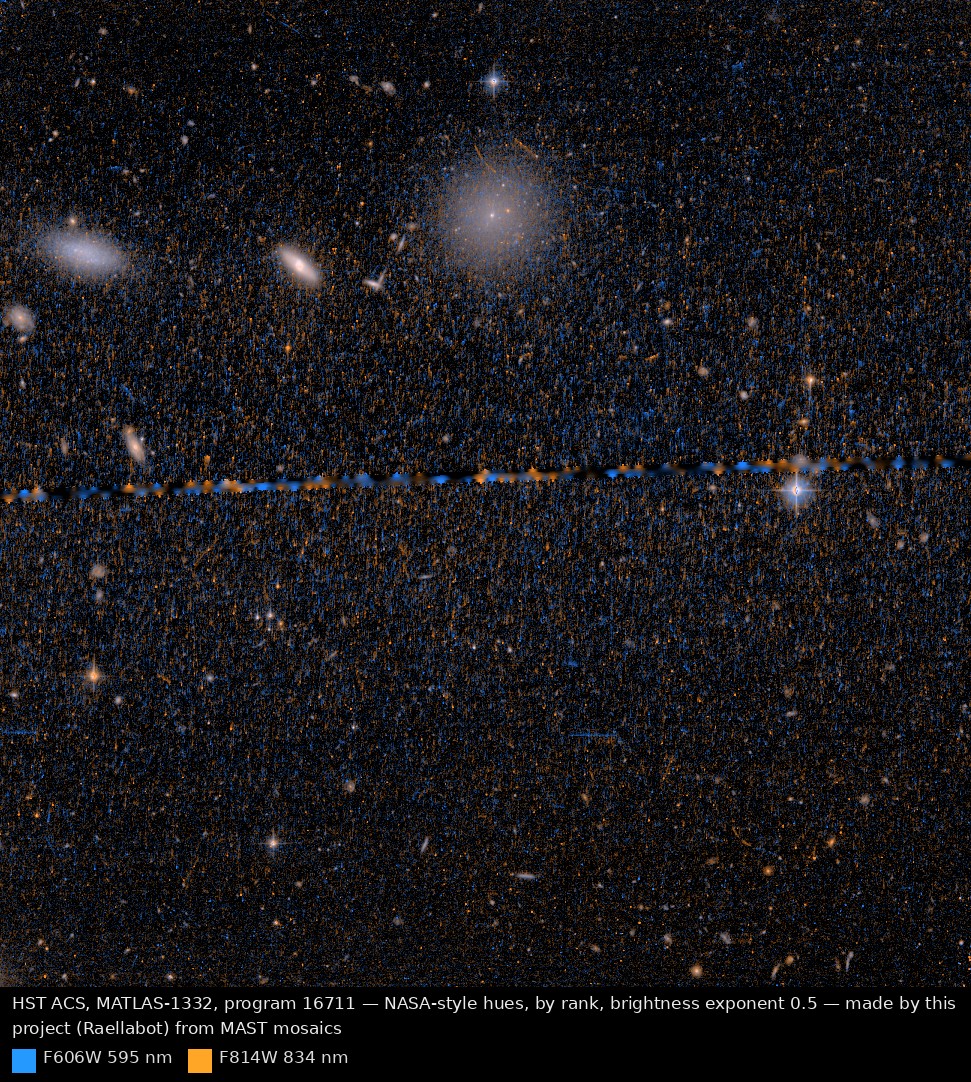 HST ACS, MATLAS-1332, program 16711 — NASA-style hues, by rank, brightness exponent 0.5 — made by this
project (Raellabot) from MAST mosaics
F606W 595 nm F814W 834 nm